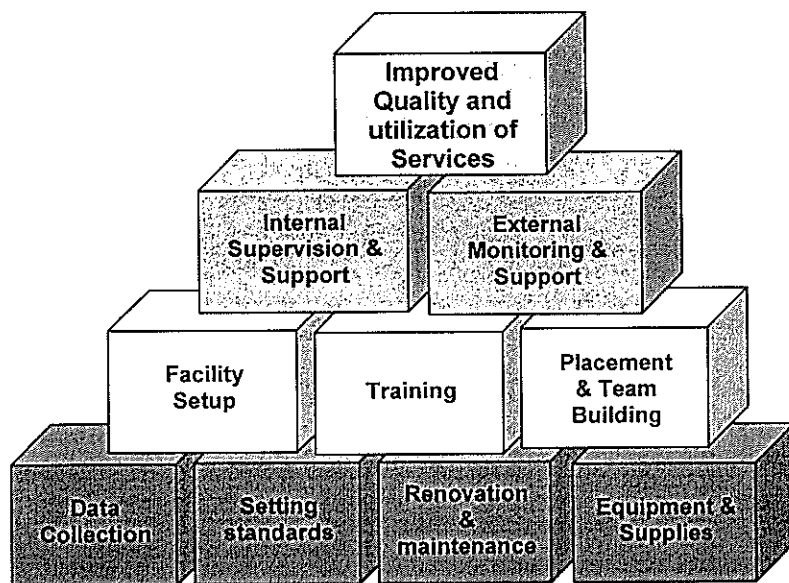 Improved
Quality and
utilization of
Services
Internal
Supervision &
Support
External
Monitoring &
Support
Facility
Setup
Training
Placement
& Team
Building
Data
Collection
Setting
standards
Renovation
&
maintenance
Equipment &
Supplies